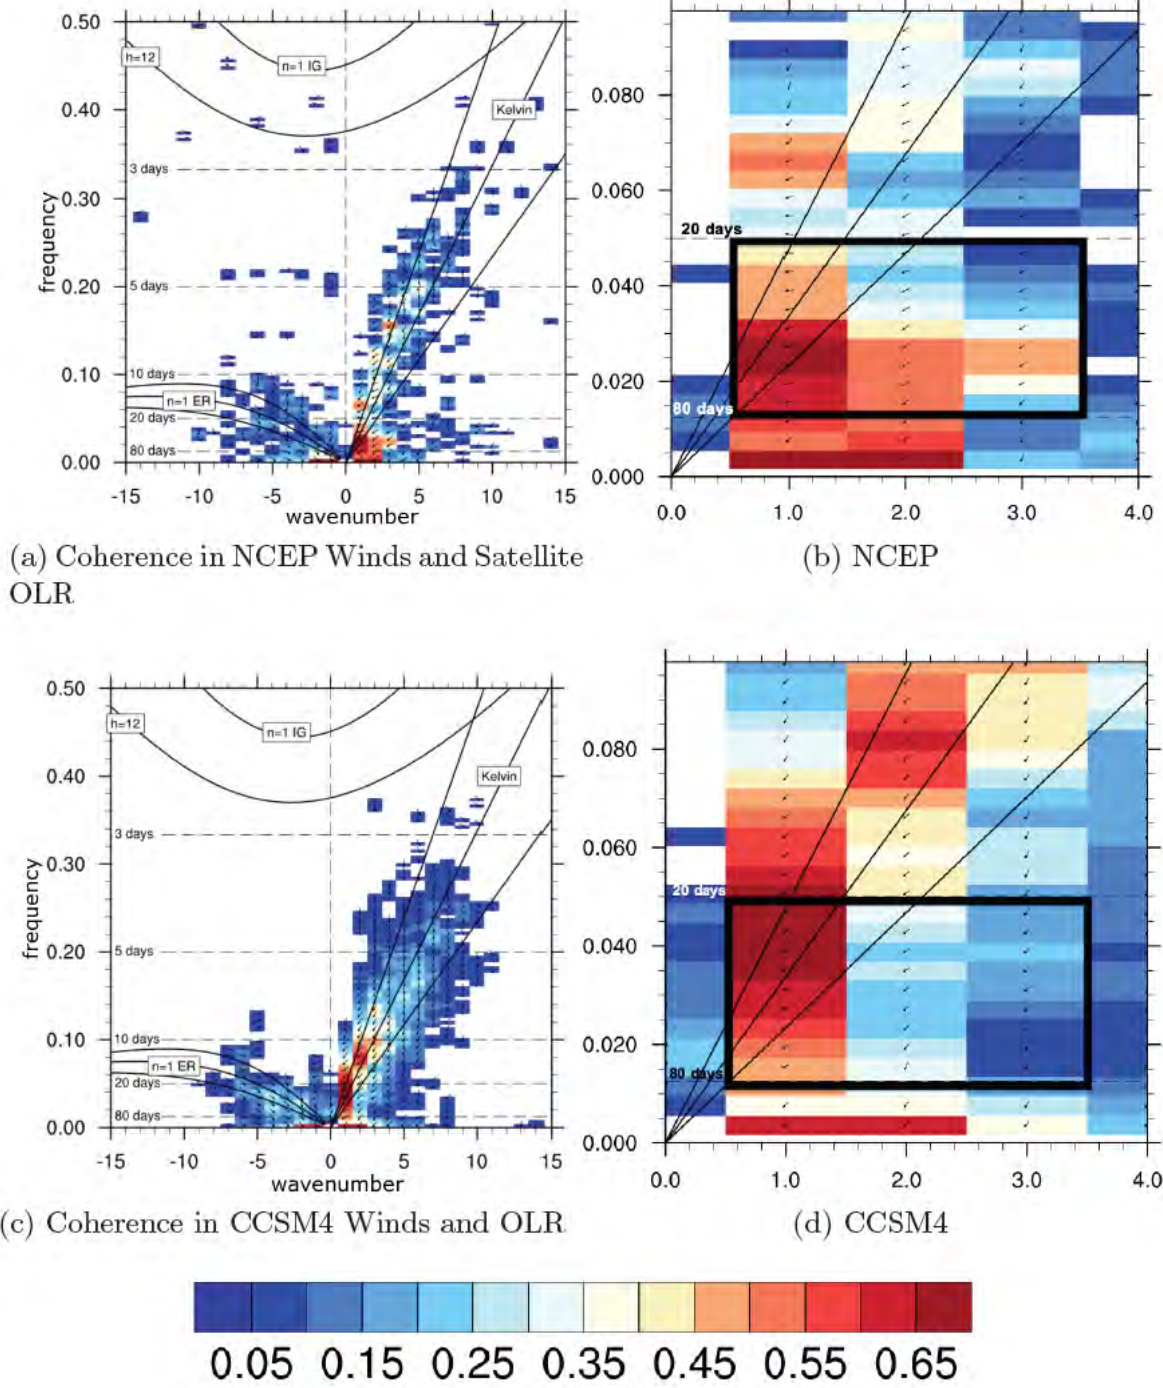 0.50
h=12
n=1 IG
0.40
Kelvin
3 days
0.30
frequency
0.20
5 days
0.10
10 days
n=1 ER
20 days
80 days
0.00
-15 -10 -5 0 5 10 15
wavenumber
(a) Coherence in NCEP Winds and Satellite
OLR
0.080
0.060
20 days
0.040
0.020
80 days
0.000
0.0 1.0 2.0 3.0 4.0
(b) NCEP
0.50
h=12
n=1 IG
0.40
Kelvin
3 days
0.30
frequency
0.20
5 days
0.10
10 days
n=1 ER
20 days
80 days
0.00
-15 -10 -5 0 5 10 15
wavenumber
(c) Coherence in CCSM4 Winds and OLR
0.080
0.060
20 days
0.040
0.020
80 days
0.000
0.0 1.0 2.0 3.0 4.0
(d) CCSM4
0.05 0.15 0.25 0.35 0.45 0.55 0.65